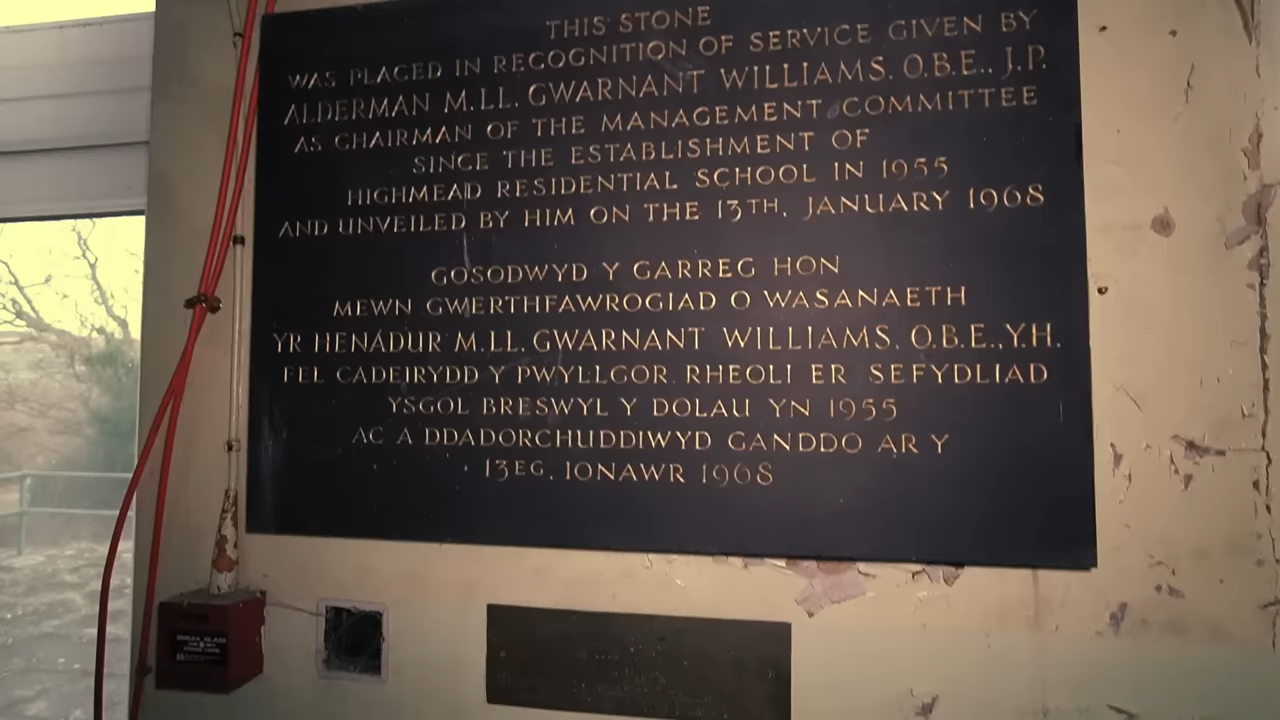 THIS STONE
WAS PLACED IN RECOGNITION OF SERVICE GIVEN BY
ALDERMAN M.LL. GWARNANT WILLIAMS. O.B.E., J.P.
AS CHAIRMAN OF THE MANAGEMENT COMMITTEE
SINCE THE ESTABLISHMENT OF
HIGHMEAD RESIDENTIAL SCHOOL IN 1955
AND UNVEILED BY HIM ON THE 13TH. JANUARY 1968
GOSODWYD Y GARREG HON
MEWN GWERTHFAWROGIAD O WASANAETH
YR HENADUR M.LL. GWARNANT WILLIAMS. O.B.E., Y.H.
FEL CADEIRYDD Y PWYLLGOR RHEOLI ER SEFYDLIAD
YSGOL BRESWYL Y DOLAU YN 1955
AC A DDADORCHUDDIWYD GANDDO AR Y
13EG. IONAWR 1968
BREAK GLASS